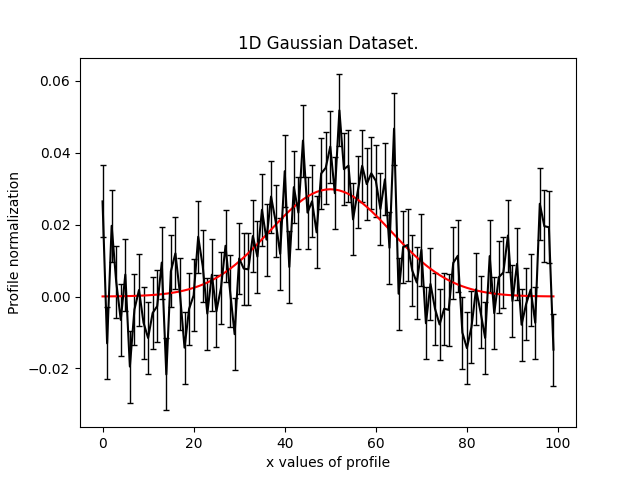 1D Gaussian Dataset.
Profile normalization
0.06
0.04
0.02
0.00
−0.02
0 20 40 60 80 100
x values of profile